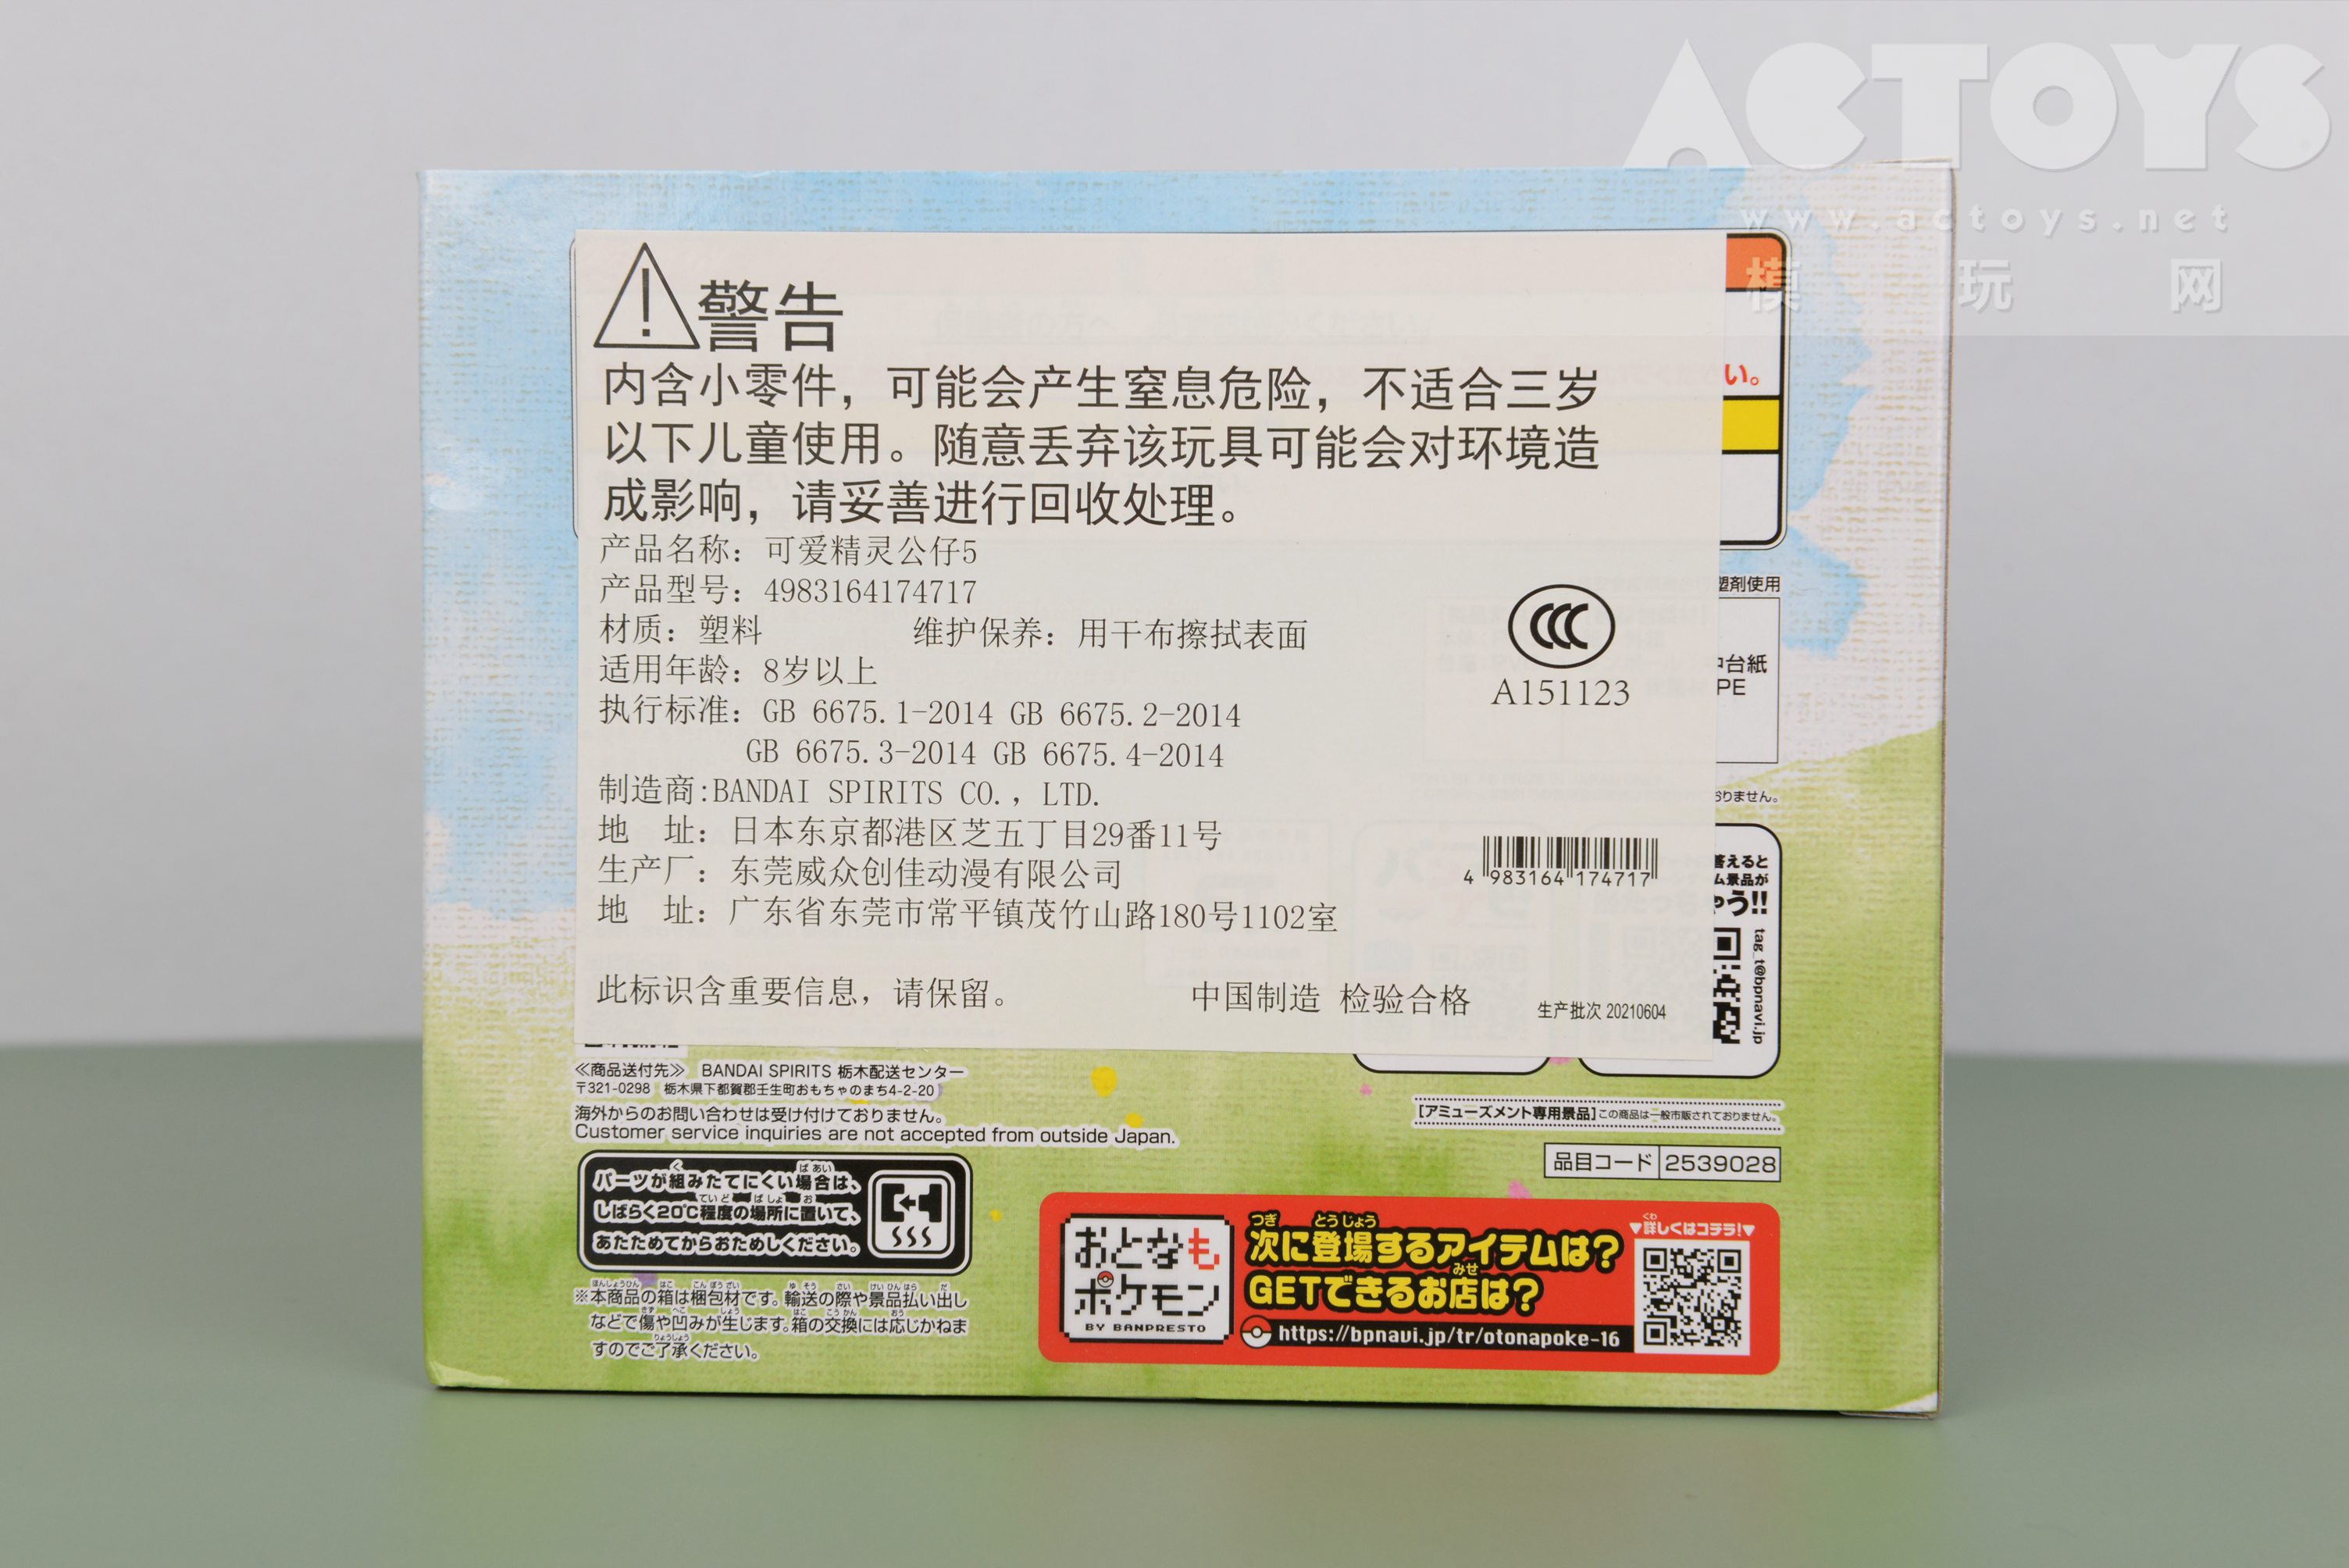 ACTOYS
www.actoys.net
模玩网
警告
内含小零件，可能会产生窒息危险，不适合三岁
以下儿童使用。随意丢弃该玩具可能会对环境造
成影响，请妥善进行回收处理。
产品名称：可爱精灵公仔5
产品型号：4983164174717
材质：塑料 维护保养：用干布擦拭表面
适用年龄：8岁以上
执行标准：GB 6675.1-2014 GB 6675.2-2014
GB 6675.3-2014 GB 6675.4-2014
制造商:BANDAI SPIRITS CO., LTD.
地 址：日本东京都港区芝五丁目29番11号
生产厂：东莞威众创佳动漫有限公司
地 址：广东省东莞市常平镇茂竹山路180号1102室
此标识含重要信息，请保留。 中国制造 检验合格 生产批次 20210604
CCC
A151123
4 983164 174717
い。
塑剤使用
台紙
PE
おりません。
答えると
ム景品が
ゃう!!
tag_t@bpnavi.jp
≪商品送付先≫ BANDAI SPIRITS 栃木配送センター
〒321-0298 栃木県下都賀郡壬生町おもちゃのまち4-2-20
海外からのお問い合わせは受け付けておりません。
Customer service inquiries are not accepted from outside Japan.
[アミューズメント専用景品]この商品は一般市販されておりません。
品目コード 2539028
パーツが組みたてにくい場合は、
しばらく20℃程度の場所に置いて、
あたためてからおためしください。
※本商品の箱は梱包材です。輸送の際や景品払い出し
などで傷や凹みが生じます。箱の交換には応じかねま
すのでご了承ください。
おとなも
ポケモン
BY BANPRESTO
次に登場するアイテムは?
GETできるお店は?
https://bpnavi.jp/tr/otonapoke-16
▼詳しくはコチラ!▼